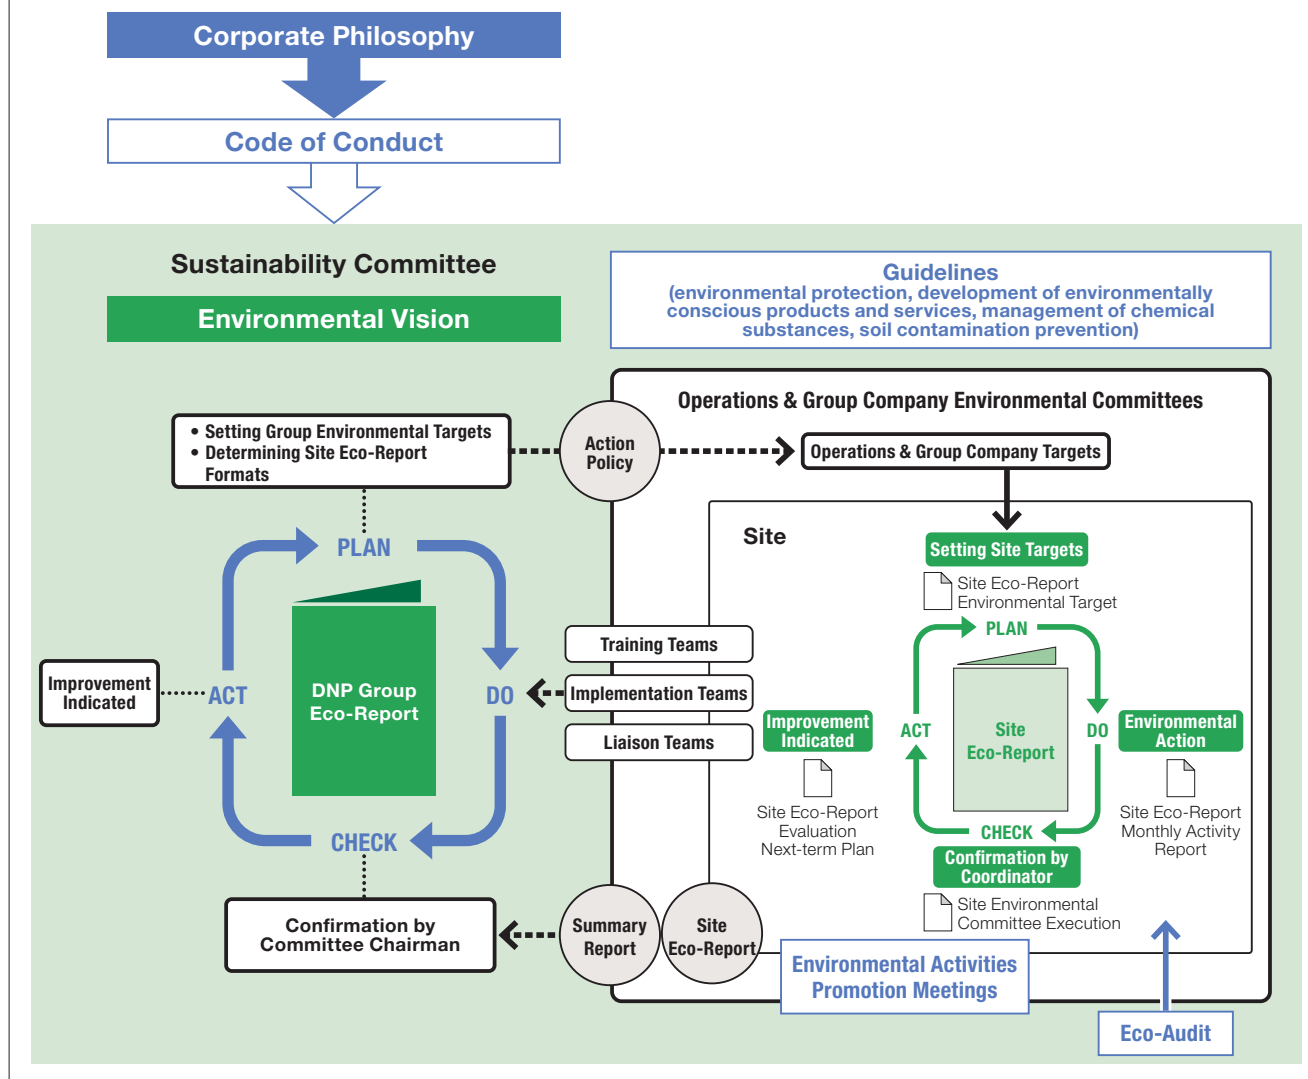 Corporate Philosophy
Code of Conduct
Sustainability Committee
Environmental Vision
Guidelines
(environmental protection, development of environmentally
conscious products and services, management of chemical
substances, soil contamination prevention)
Operations & Group Company Environmental Committees
• Setting Group Environmental Targets
• Determining Site Eco-Report
Formats
Action
Policy
Operations & Group Company Targets
Site
Setting Site Targets
Site Eco-Report
Environmental Target
PLAN
DO
CHECK
ACT
DNP Group
Eco-Report
Improvement
Indicated
Training Teams
Implementation Teams
Liaison Teams
PLAN
DO
CHECK
ACT
Site
Eco-Report
Improvement
Indicated
Site Eco-Report
Evaluation
Next-term Plan
Environmental
Action
Site Eco-Report
Monthly Activity
Report
Confirmation by
Coordinator
Site Environmental
Committee Execution
Confirmation by
Committee Chairman
Summary
Report
Site
Eco-Report
Environmental Activities
Promotion Meetings
Eco-Audit